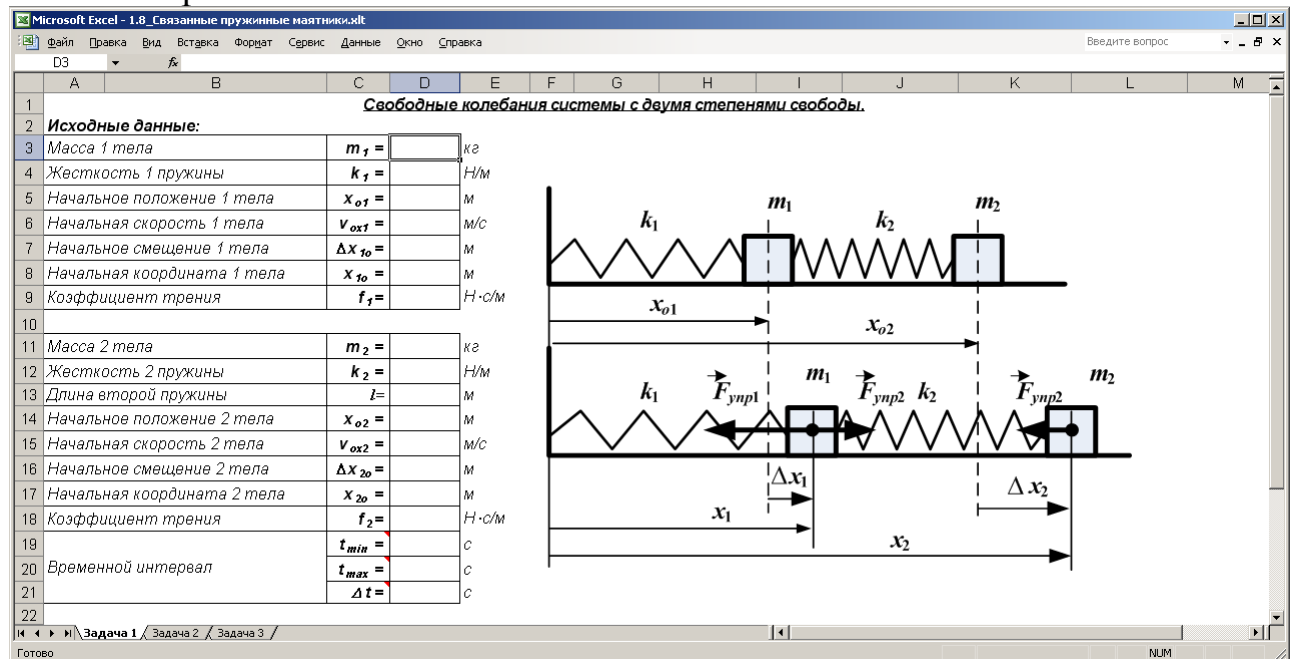 Microsoft Excel - 1.8_Связанные пружинные маятники.xlt
Файл Правка Вид Вставка Формат Сервис Данные Окно Справка Введите вопрос
D3 fx
A B C D E F G H I J K L M
1 Свободные колебания системы с двумя степенями свободы.
2 Исходные данные:
3 Масса 1 тела m1 = кг
4 Жесткость 1 пружины k1 = Н/м
5 Начальное положение 1 тела xo1 = м
6 Начальная скорость 1 тела vox1 = м/с
7 Начальное смещение 1 тела Δx1o = м
8 Начальная координата 1 тела x1o = м
9 Коэффициент трения f1= Н·с/м
10
11 Масса 2 тела m2 = кг
12 Жесткость 2 пружины k2 = Н/м
13 Длина второй пружины l= м
14 Начальное положение 2 тела xo2 = м
15 Начальная скорость 2 тела vox2 = м/с
16 Начальное смещение 2 тела Δx2o = м
17 Начальная координата 2 тела x2o = м
18 Коэффициент трения f2= Н·с/м
19 tmin = с
20 Временной интервал tmax = с
21 Δt = с
22
k1 m1 k2 m2
xo1
xo2
k1 Fупр1 m1 Fупр2 k2 Fупр2 m2
Δx1 Δx2
x1
x2
Задача 1 Задача 2 Задача 3
Готово NUM